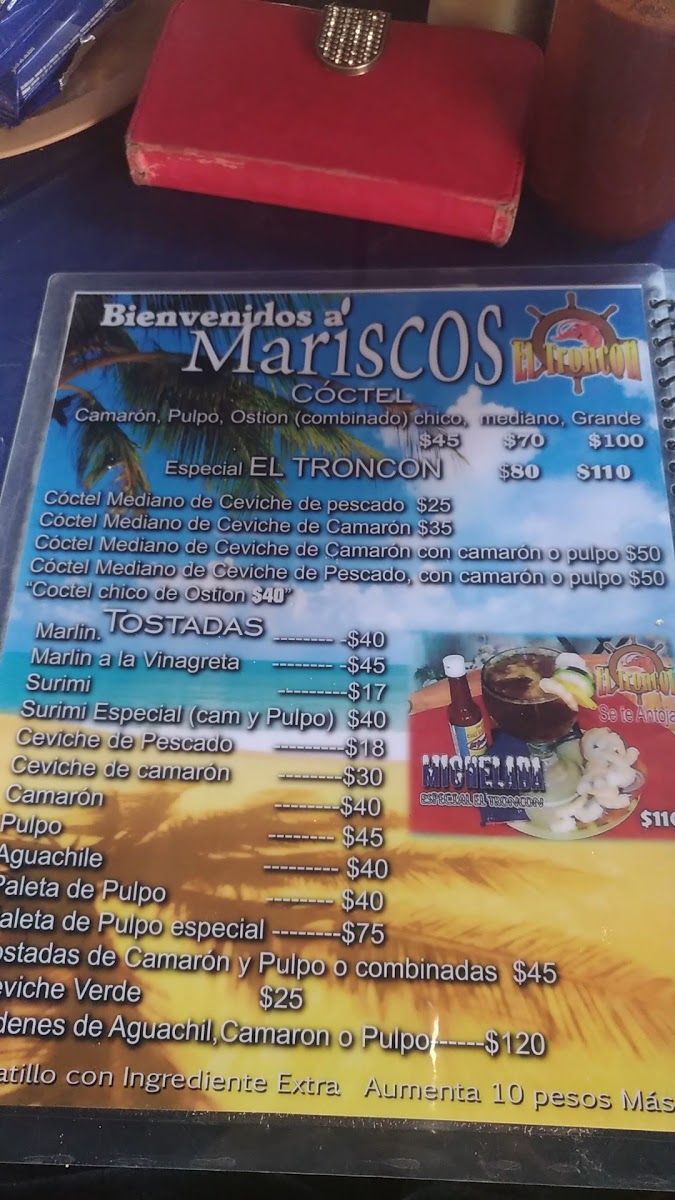 Bienvenidos a'
Mariscos
EL TRONCON
CÓCTEL
Camarón, Pulpo, Ostion (combinado) chico, mediano, Grande
$45 $70 $100
Especial EL TRONCON $80 $110
Cóctel Mediano de Ceviche de pescado $25
Cóctel Mediano de Ceviche de Camarón $35
Cóctel Mediano de Ceviche de Camarón con camarón o pulpo $50
Cóctel Mediano de Ceviche de Pescado, con camarón o pulpo $50
"Coctel chico de Ostion $40"
TOSTADAS
Marlin. --------- -$40
Marlin a la Vinagreta -------- -$45
Surimi ---------$17
Surimi Especial (cam y Pulpo) $40
Ceviche de Pescado ---------$18
Ceviche de camarón --------$30
Camarón --------$40
Pulpo -------- $45
Aguachile --------- $40
Paleta de Pulpo -------- $40
aleta de Pulpo especial --------$75
ostadas de Camarón y Pulpo o combinadas $45
eviche Verde $25
denes de Aguachil,Camaron o Pulpo------$120
atillo con Ingrediente Extra Aumenta 10 pesos Más
EL TRONCON
Se te Antoja
MICHELADA
ESPECIAL EL TRONCON
$11